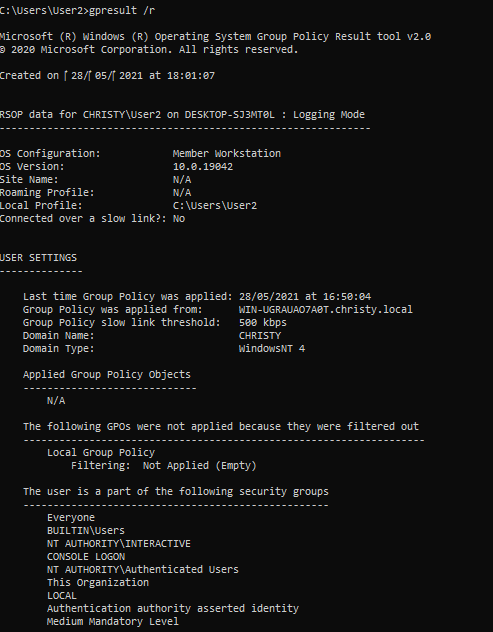 C:\Users\User2>gpresult /r
Microsoft (R) Windows (R) Operating System Group Policy Result tool v2.0
© 2020 Microsoft Corporation. All rights reserved.
Created on 28/ 05/ 2021 at 18:01:07
RSOP data for CHRISTY\User2 on DESKTOP-SJ3MT0L : Logging Mode
------------------------------------------------------------------
OS Configuration: Member Workstation
OS Version: 10.0.19042
Site Name: N/A
Roaming Profile: N/A
Local Profile: C:\Users\User2
Connected over a slow link?: No
USER SETTINGS
--------------
Last time Group Policy was applied: 28/05/2021 at 16:50:04
Group Policy was applied from: WIN-UGRAUAO7A0T.christy.local
Group Policy slow link threshold: 500 kbps
Domain Name: CHRISTY
Domain Type: WindowsNT 4
Applied Group Policy Objects
-----------------------------
N/A
The following GPOs were not applied because they were filtered out
-------------------------------------------------------------------
Local Group Policy
Filtering: Not Applied (Empty)
The user is a part of the following security groups
---------------------------------------------------
Everyone
BUILTIN\Users
NT AUTHORITY\INTERACTIVE
CONSOLE LOGON
NT AUTHORITY\Authenticated Users
This Organization
LOCAL
Authentication authority asserted identity
Medium Mandatory Level